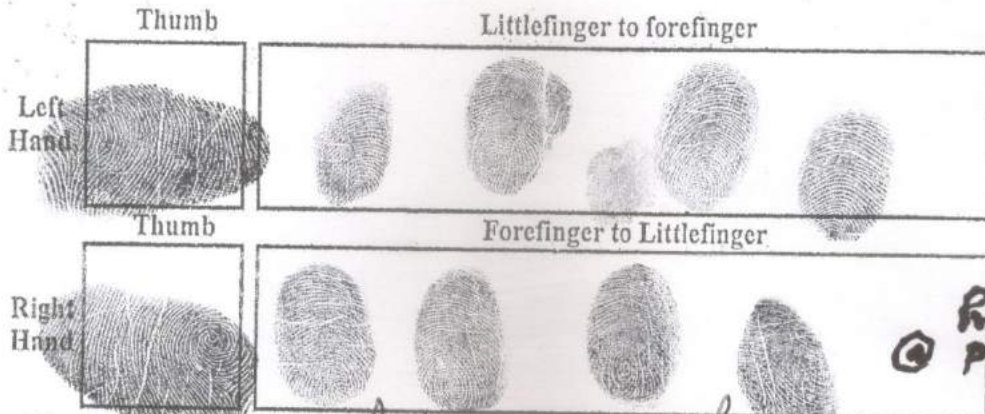 Thumb Littlefinger to forefinger
Left
Hand
Thumb Forefinger to Littlefinger
Right
Hand